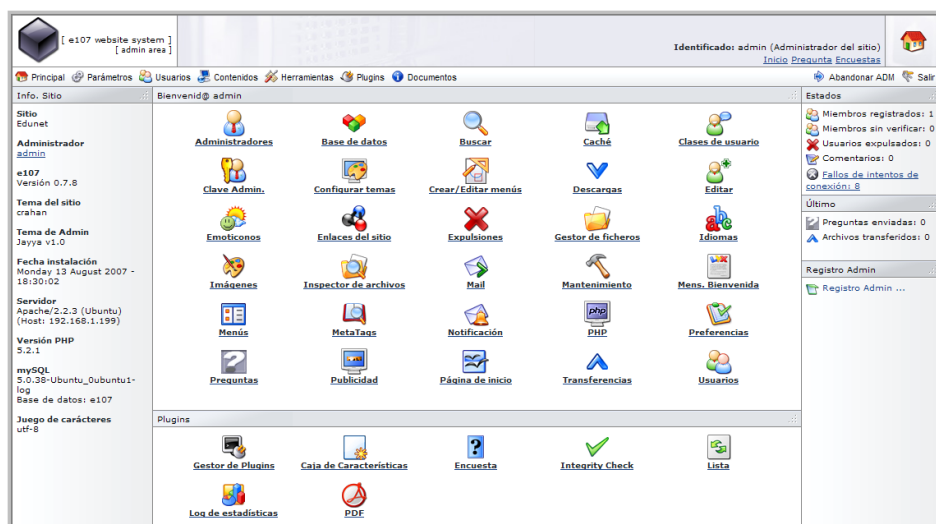 [ e107 website system ]
[ admin area ]
Identificado: admin (Administrador del sitio)
Inicio Pregunta Encuestas
Principal Parámetros Usuarios Contenidos Herramientas Plugins Documentos
Abandonar ADM Salir
Info. Sitio
Sitio
Edunet
Administrador
admin
e107
Versión 0.7.8
Tema del sitio
crahan
Tema de Admin
Jayya v1.0
Fecha instalación
Monday 13 August 2007 -
18:30:02
Servidor
Apache/2.2.3 (Ubuntu)
(Host: 192.168.1.199)
Versión PHP
5.2.1
mySQL
5.0.38-Ubuntu_0ubuntu1-
log
Base de datos: e107
Juego de carácteres
utf-8
Bienvenid@ admin
Administradores Base de datos Buscar Caché Clases de usuario
Clave Admin. Configurar temas Crear/Editar menús Descargas Editar
Emoticonos Enlaces del sitio Expulsiones Gestor de ficheros Idiomas
Imágenes Inspector de archivos Mail Mantenimiento Mens. Bienvenida
Menús MetaTags Notificación PHP Preferencias
Preguntas Publicidad Página de inicio Transferencias Usuarios
Plugins
Gestor de Plugins Caja de Características Encuesta Integrity Check Lista
Log de estadísticas PDF
Estados
Miembros registrados: 1
Miembros sin verificar: 0
Usuarios expulsados: 0
Comentarios: 0
Fallos de intentos de
conexión: 8
Último
Preguntas enviadas: 0
Archivos transferidos: 0
Registro Admin
Registro Admin ...